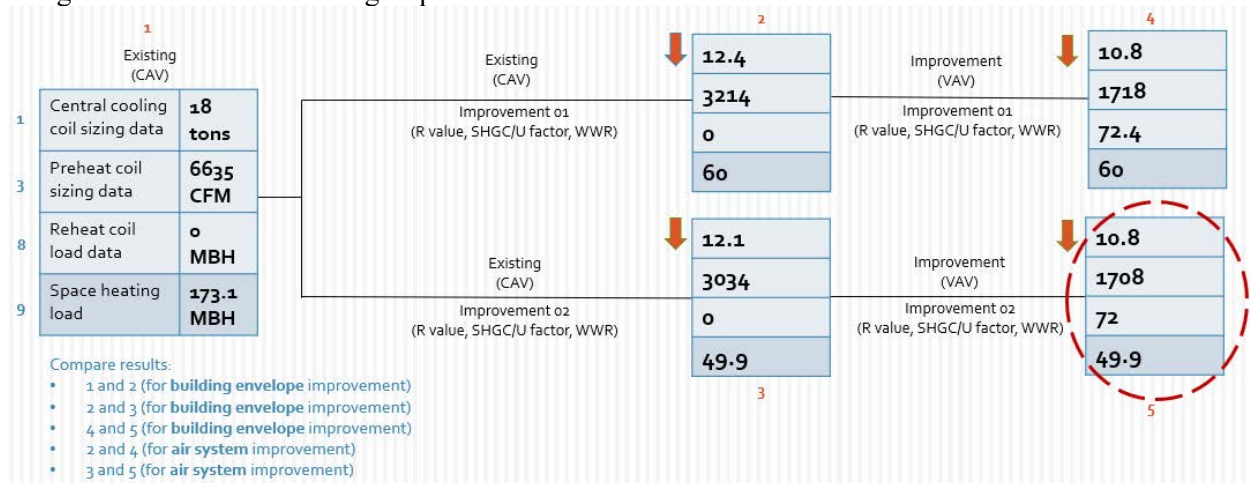 1
Existing
(CAV)
1
Central cooling
coil sizing data
18
tons
3
Preheat coil
sizing data
6635
CFM
8
Reheat coil
load data
0
MBH
9
Space heating
load
173.1
MBH
Existing
(CAV)
Improvement 01
(R value, SHGC/U factor, WWR)
2
12.4
3214
0
60
Improvement
(VAV)
Improvement 01
(R value, SHGC/U factor, WWR)
4
10.8
1718
72.4
60
Existing
(CAV)
Improvement 02
(R value, SHGC/U factor, WWR)
12.1
3034
0
49.9
3
Improvement
(VAV)
Improvement 02
(R value, SHGC/U factor, WWR)
10.8
1708
72
49.9
5
Compare results:
• 1 and 2 (for building envelope improvement)
• 2 and 3 (for building envelope improvement)
• 4 and 5 (for building envelope improvement)
• 2 and 4 (for air system improvement)
• 3 and 5 (for air system improvement)